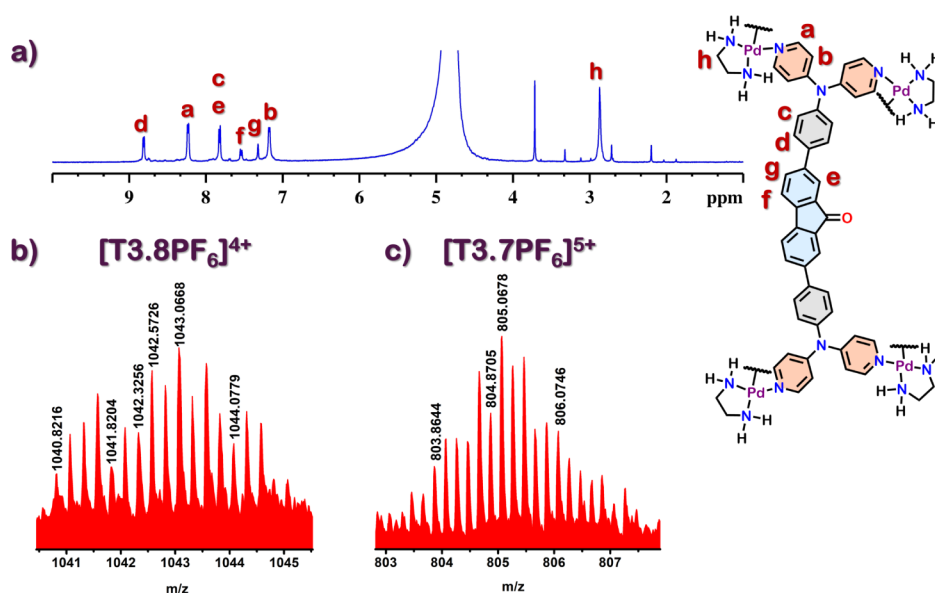 a)
d
a
c
e
f
g
b
h
9 8 7 6 5 4 3 2 ppm
b) [T3.8PF6]4+
1040.8216
1041.8204
1042.3256
1042.5726
1043.0668
1044.0779
1041 1042 1043 1044 1045
m/z
c) [T3.7PF6]5+
803.8644
804.8705
805.0678
806.0746
803 804 805 806 807
m/z
H
H
N
Pd
N
a
h
N
H
H
b
N
N
Pd
H
N
H
N
H
H
c
d
g
e
f
O
N
H
H
N
Pd
N
N
H
H
N
Pd
H
N
H
N
H
H